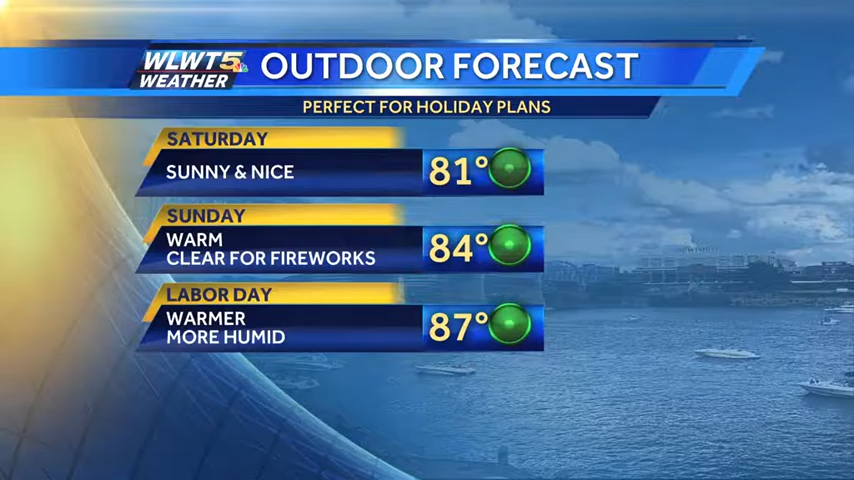 WLWT5
WEATHER
OUTDOOR FORECAST
PERFECT FOR HOLIDAY PLANS
SATURDAY
SUNNY & NICE
81°
SUNDAY
WARM
CLEAR FOR FIREWORKS
84°
LABOR DAY
WARMER
MORE HUMID
87°